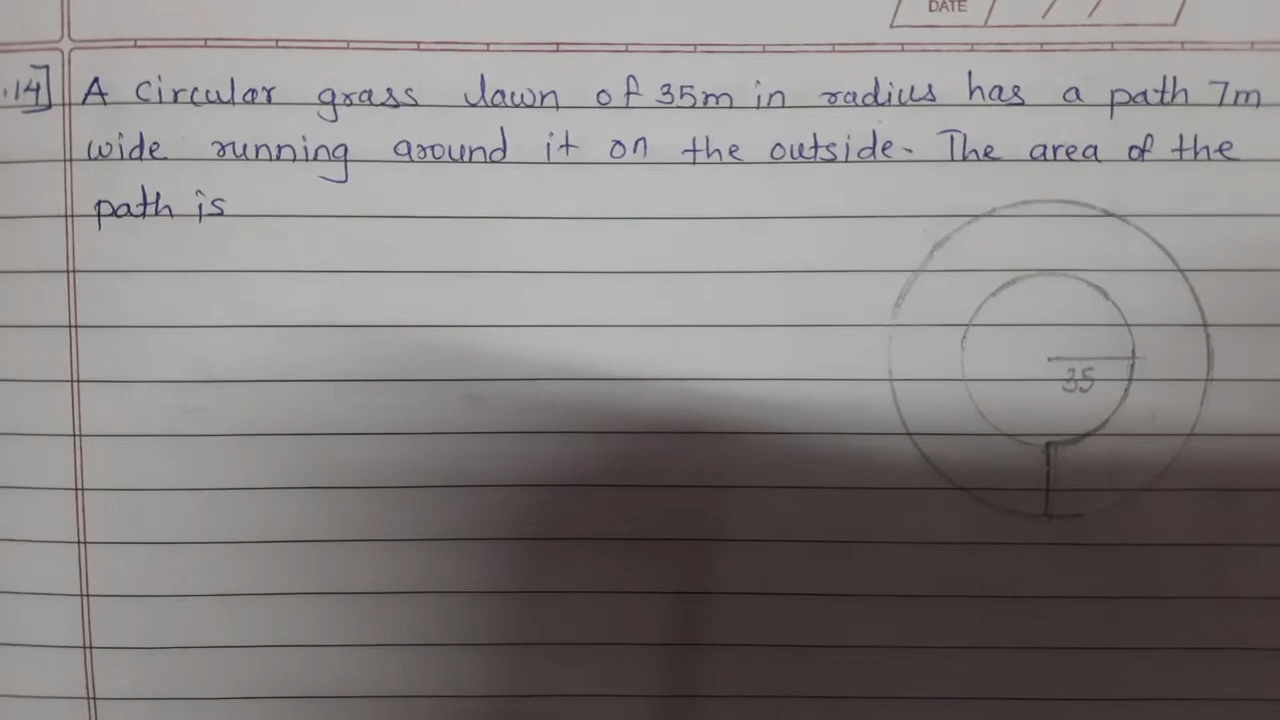 DATE / /
.14] A circular grass lawn of 35m in radius has a path 7m
wide running around it on the outside. The area of the
path is
35